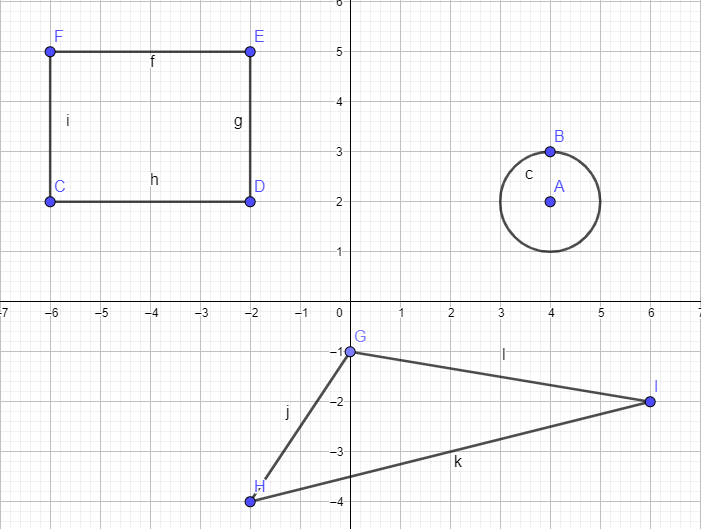 6
F E
5
f
4
i g
B
3
c
h
C D A
2
1
-7 –6 –5 –4 –3 –2 –1 0 1 2 3 4 5 6 7
G
–1
l
I
–2
j
–3
k
H
–4